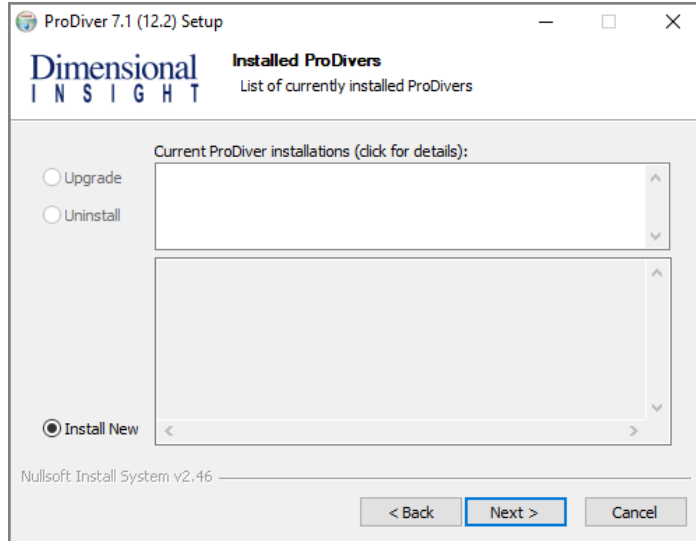 ProDiver 7.1 (12.2) Setup
Dimensional
INSIGHT
Installed ProDivers
List of currently installed ProDivers
Current ProDiver installations (click for details):
Upgrade
Uninstall
Install New
Nullsoft Install System v2.46
< Back
Next >
Cancel